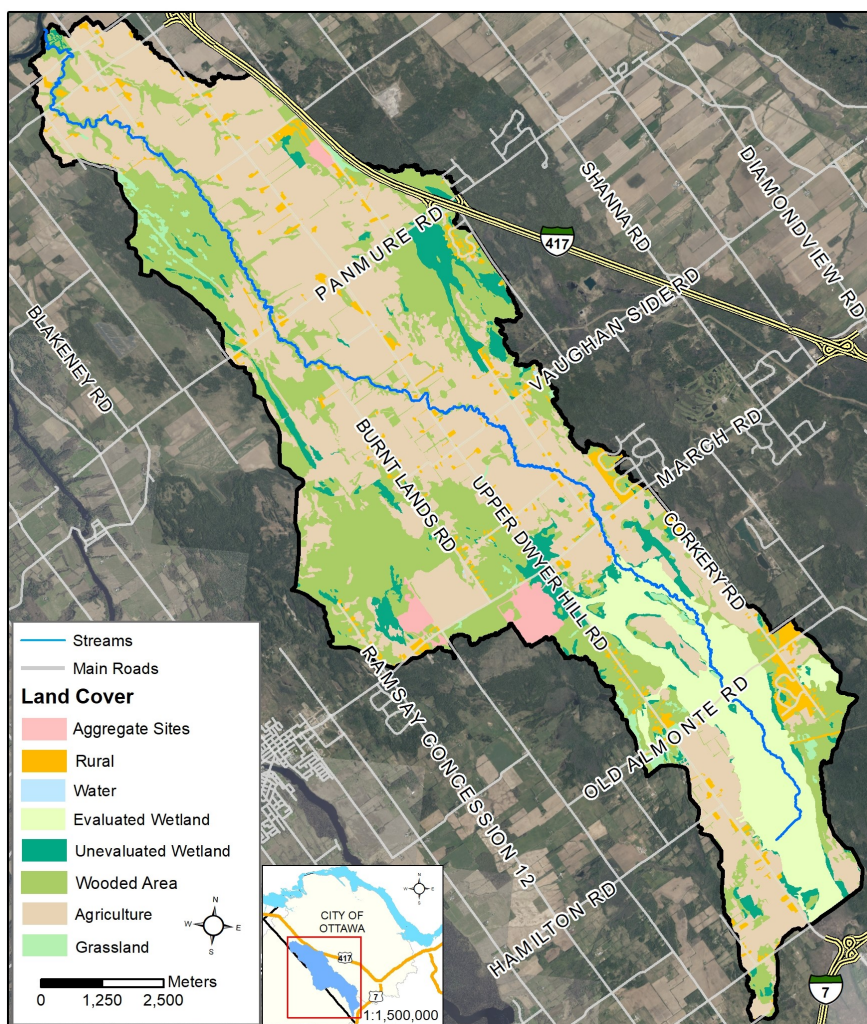 SHANNA RD
DIAMONDVIEW RD
PANMURE RD
417
VAUGHAN SIDE RD
BLAKENEY RD
MARCH RD
BURNT LANDS RD
UPPER DWYER HILL RD
CORKERY RD
RAMSAY CONCESSION 12
OLD ALMONTE RD
HAMILTON RD
7
Streams
Main Roads
Land Cover
Aggregate Sites
Rural
Water
Evaluated Wetland
Unevaluated Wetland
Wooded Area
Agriculture
Grassland
N
W E
S
Meters
0 1,250 2,500
N
W E
S
CITY OF
OTTAWA
417
7
1:1,500,000